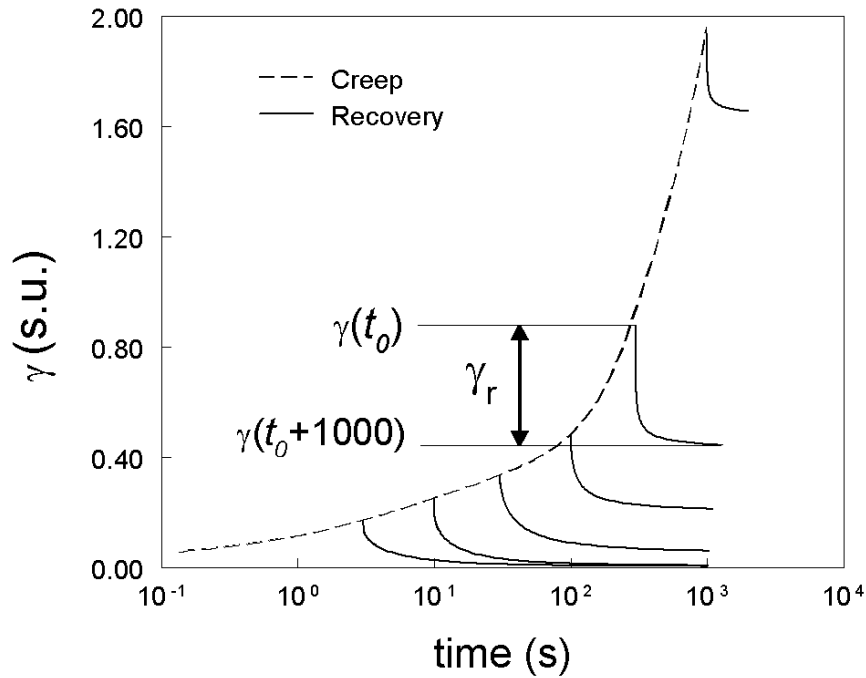 2.00
1.60
1.20
0.80
0.40
0.00
γ (s.u.)
Creep
Recovery
γ(t₀)
γᵣ
γ(t₀+1000)
10⁻¹ 10⁰ 10¹ 10² 10³ 10⁴
time (s)